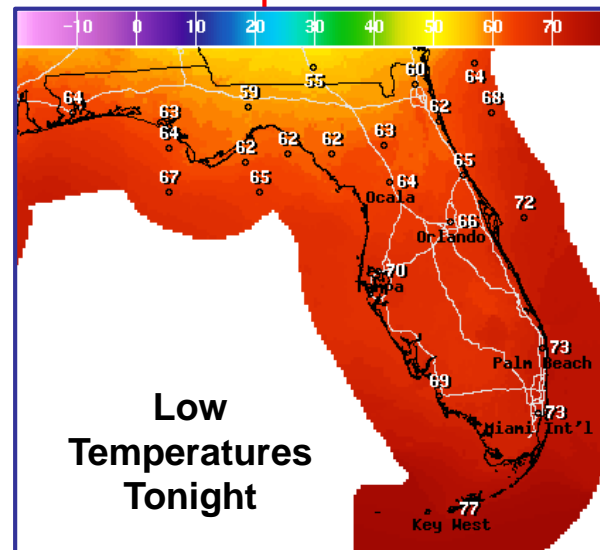 -10 0 10 20 30 40 50 60 70
60 64
55
59
64 68
63 62
64 63
62 62 62
65
67 65 64
Ocala
72
66
Orlando
70
Tampa
73
Palm Beach
69
Low
Temperatures
Tonight
73
Miami Int'l
77
Key West